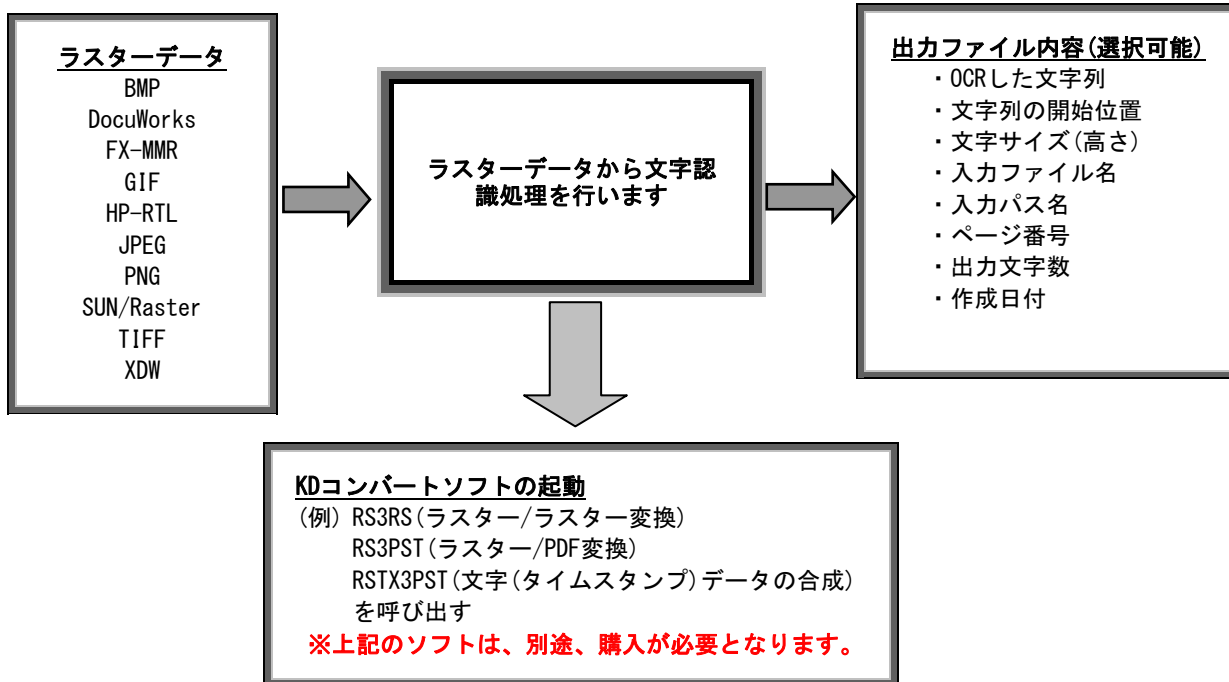 ラスターデータ
BMP
DocuWorks
FX-MMR
GIF
HP-RTL
JPEG
PNG
SUN/Raster
TIFF
XDW
ラスターデータから文字認
識処理を行います
出力ファイル内容(選択可能)
・OCRした文字列
・文字列の開始位置
・文字サイズ(高さ)
・入力ファイル名
・入力パス名
・ページ番号
・出力文字数
・作成日付
KDコンバートソフトの起動
(例) RS3RS(ラスター/ラスター変換)
RS3PST(ラスター/PDF変換)
RSTX3PST(文字(タイムスタンプ)データの合成)
を呼び出す
※上記のソフトは、別途、購入が必要となります。